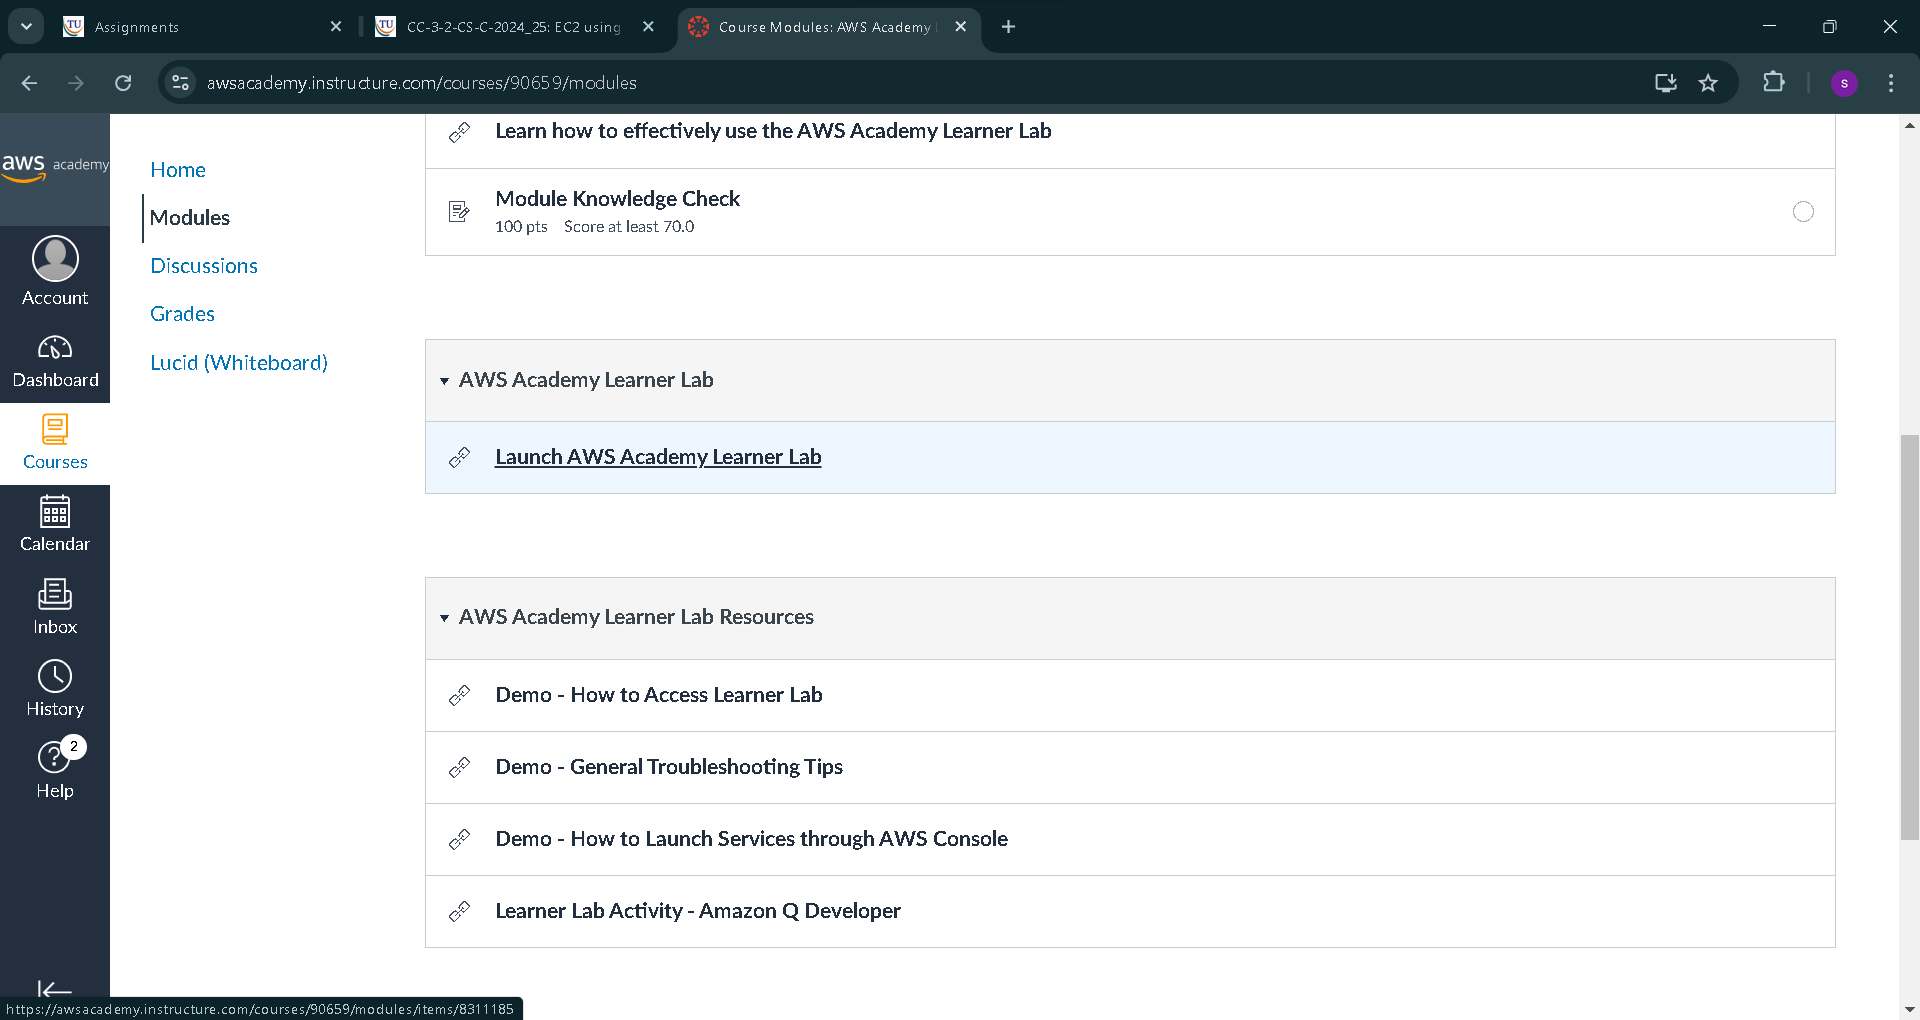 Assignments
CC-3-2-CS-C-2024_25: EC2 using
Course Modules: AWS Academy
awsacademy.instructure.com/courses/90659/modules
s
aws academy
Account
Dashboard
Courses
Calendar
Inbox
History
2
Help
Home
Modules
Discussions
Grades
Lucid (Whiteboard)
Learn how to effectively use the AWS Academy Learner Lab
Module Knowledge Check
100 pts Score at least 70.0
AWS Academy Learner Lab
Launch AWS Academy Learner Lab
AWS Academy Learner Lab Resources
Demo - How to Access Learner Lab
Demo - General Troubleshooting Tips
Demo - How to Launch Services through AWS Console
Learner Lab Activity - Amazon Q Developer
https://awsacademy.instructure.com/courses/90659/modules/items/8311185